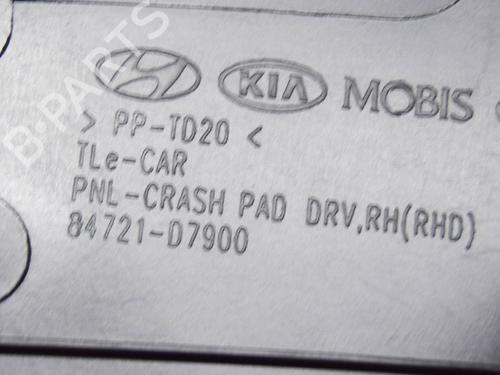 KIA MOBIS
> PP-TD20 <
TLe-CAR
PNL-CRASH PAD DRV,RH(RHD)
84721-D7900
B-PARTS